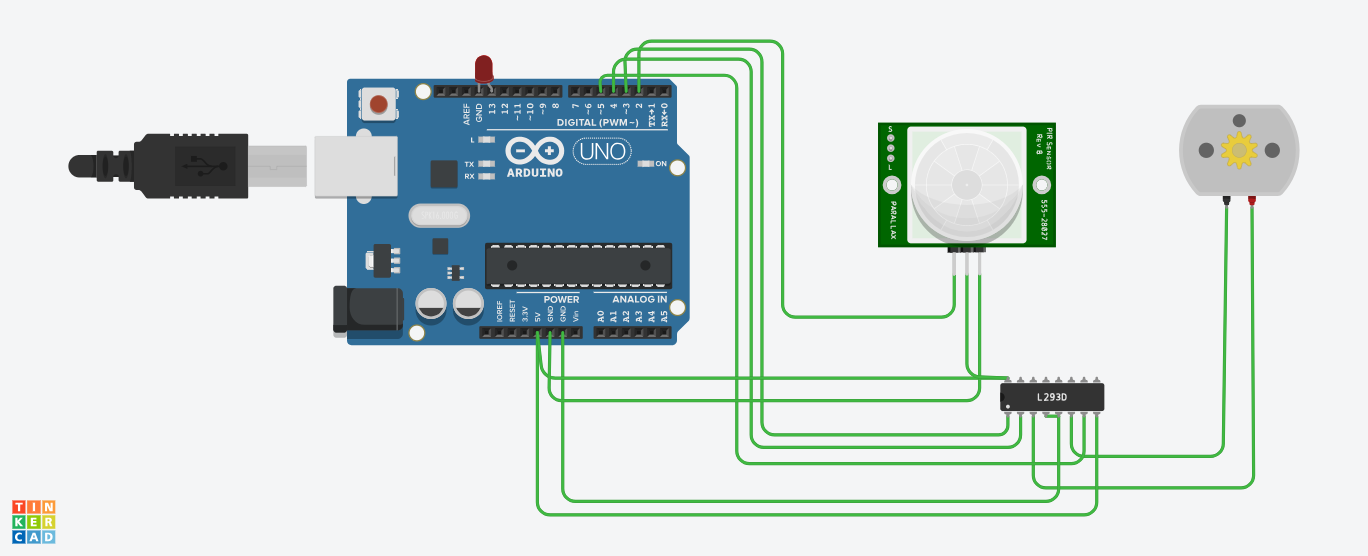 AREF
GND
13
12
~11
~10
~9
8
7
~6
~5
4
~3
2
TX→1
RX←0
DIGITAL (PWM~)
L
TX
RX
ARDUINO
UNO
ON
IOREF
RESET
3.3V
5V
GND
GND
Vin
POWER
ANALOG IN
A0
A1
A2
A3
A4
A5
S
L
PARALLAX
PIR SENSOR
REV B
555-28027
L293D
TIN
KER
CAD